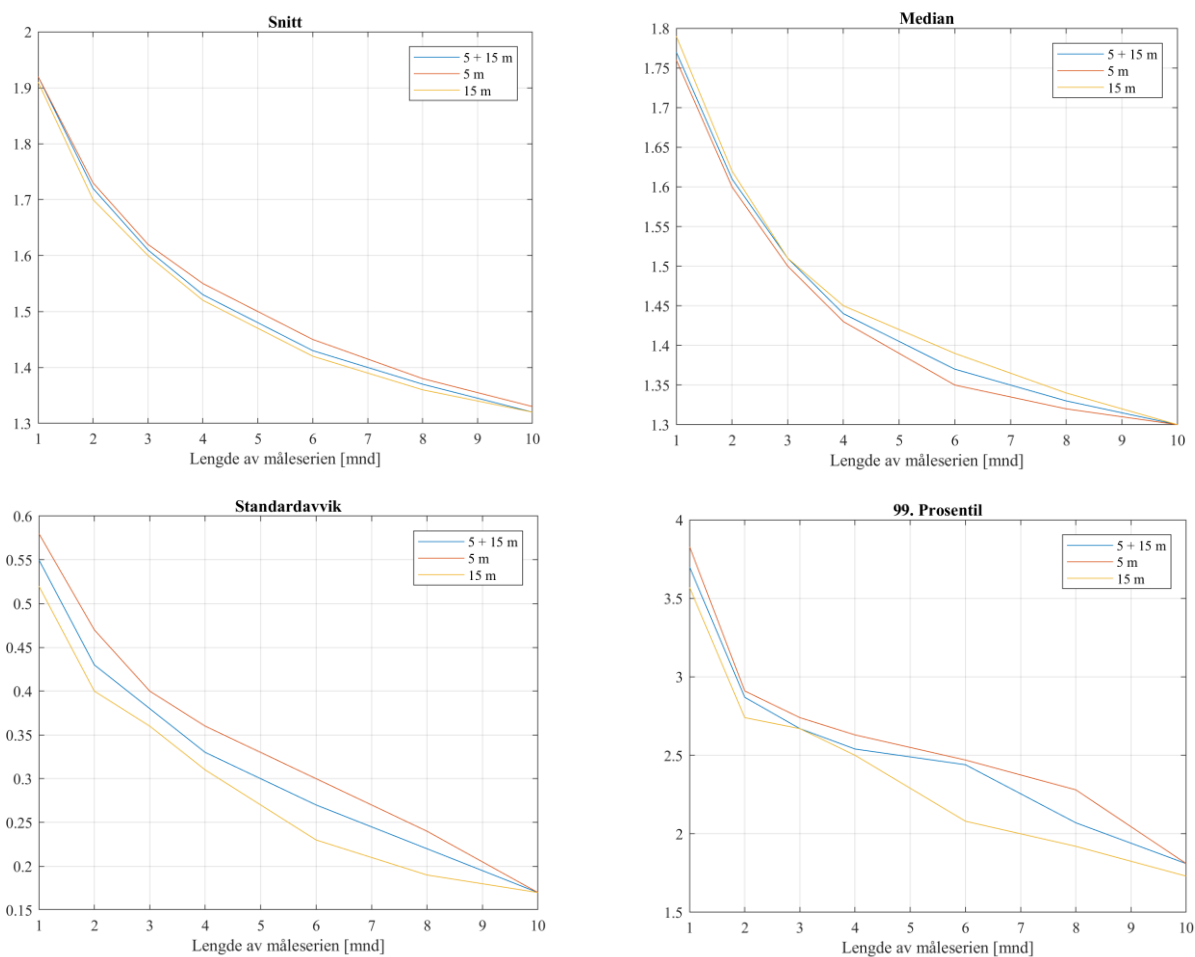 Snitt
2
1.9
1.8
1.7
1.6
1.5
1.4
1.3
1 2 3 4 5 6 7 8 9 10
Lengde av måleserien [mnd]
5 + 15 m
5 m
15 m
Median
1.8
1.75
1.7
1.65
1.6
1.55
1.5
1.45
1.4
1.35
1.3
1 2 3 4 5 6 7 8 9 10
Lengde av måleserien [mnd]
5 + 15 m
5 m
15 m
Standardavvik
0.6
0.55
0.5
0.45
0.4
0.35
0.3
0.25
0.2
0.15
1 2 3 4 5 6 7 8 9 10
Lengde av måleserien [mnd]
5 + 15 m
5 m
15 m
99. Prosentil
4
3.5
3
2.5
2
1.5
1 2 3 4 5 6 7 8 9 10
Lengde av måleserien [mnd]
5 + 15 m
5 m
15 m